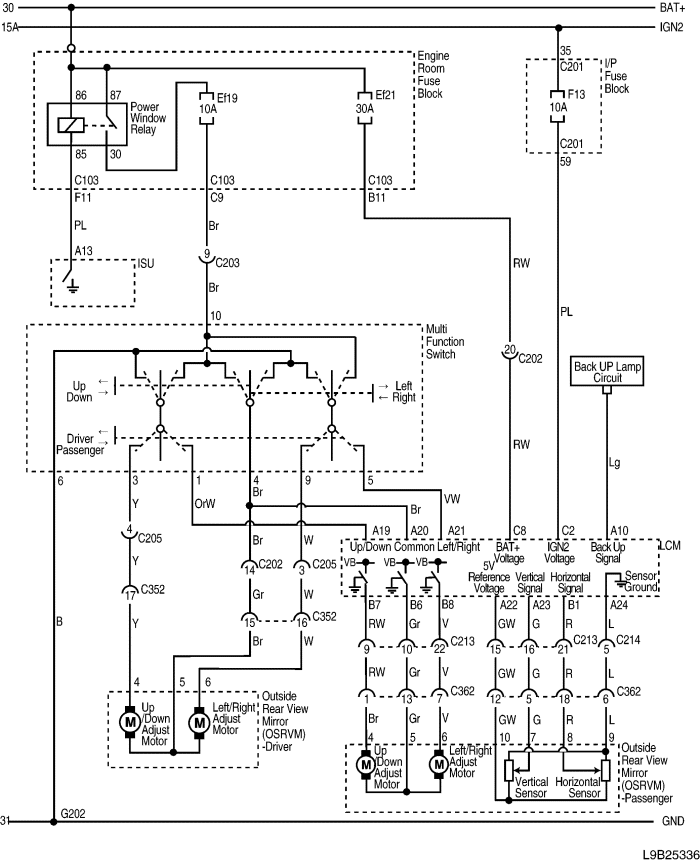 30 BAT+
15A IGN2
35
C201
I/P
Fuse
Block
F13
10A
C201
59
Engine
Room
Fuse
Block
86 87
Power
Window
Relay
85 30
Ef19
10A
Ef21
30A
C103 C103 C103
F11 C9 B11
PL
Br
A13
ISU
9
C203
Br
RW
PL
10
Multi
Function
Switch
20
C202
Back UP Lamp
Circuit
Up
Down
Left
Right
Driver
Passenger
RW
Lg
6 3 1 4 9 5
Y OrW Br Br VW
4
C205
Br W
A19 A20 A21 C8 C2 A10
LCM
Up/Down Common Left/Right
BAT+
Voltage
IGN2
Voltage
Back Up
Signal
VB VB VB
5V
Reference
Voltage
Vertical
Signal
Horizontal
Signal
Sensor
Ground
Y
14
C202
3
C205
17
C352
Gr W
B7 B6 B8 A22 A23 B1 A24
B
Y
15 16
C352
Br W
RW Gr V GW G R L
9 10 22
C213
15 16 21
C213
5
C214
RW Gr V GW G R L
1 13 7
C362
12 5 18 6
C362
4 5 6
Up
/Down
Adjust
Motor
M M
Left/Right
Adjust
Motor
Outside
Rear View
Mirror
(OSRVM)
-Driver
Br Gr V GW G R L
4 5 6 10 7 8 9
Up
/Down
Adjust
Motor
M M
Left/Right
Adjust
Motor
Vertical
Sensor
Horizontal
Sensor
Outside
Rear View
Mirror
(OSRVM)
-Passenger
31 G202 GND
L9B25336